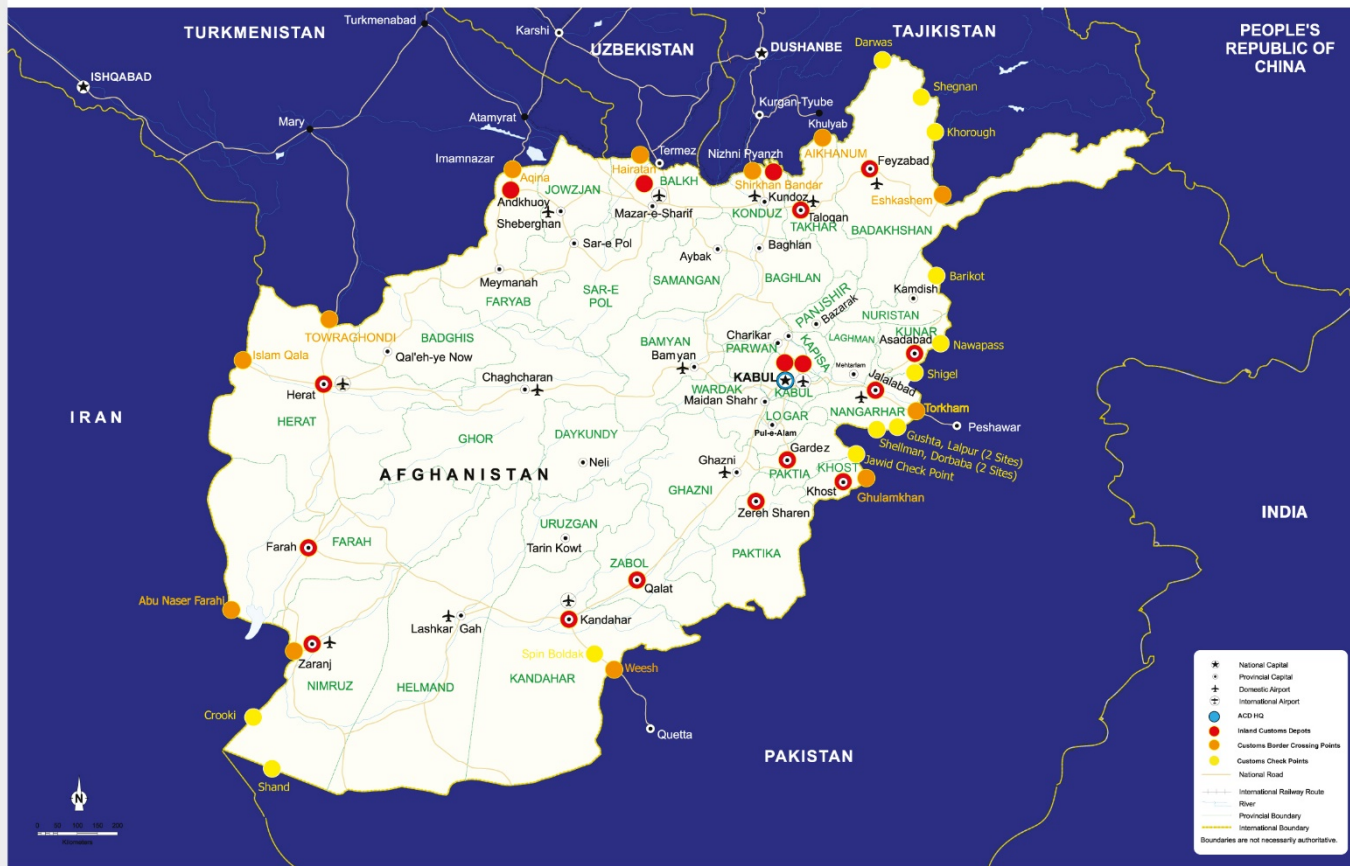 TURKMENISTAN
Turkmenabad
Karshi
UZBEKISTAN
DUSHANBE
TAJIKISTAN
PEOPLE'S
REPUBLIC OF
CHINA
ISHQABAD
Darwas
Shegnan
Mary
Atamyrat
Kurgan-Tyube
Khulyab
Khorough
Imamnazar
Termez
Nizhni Pyanzh
AIKHANUM
Feyzabad
Aqina
Hairatan
BALKH
Shirkhan Bandar
Eshkashem
Andkhuoy
JOWZJAN
Kundoz
Sheberghan
Mazar-e-Sharif
KONDUZ
Taloqan
TAKHAR
BADAKHSHAN
Sar-e Pol
Aybak
Baghlan
Meymanah
SAMANGAN
BAGHLAN
Barikot
FARYAB
SAR-E
POL
Kamdish
PANJSHIR
Bazarak
NURISTAN
TOWRAGHONDI
BADGHIS
BAMYAN
Charikar
PARWAN
KAPISA
LAGHMAN
KUNAR
Asadabad
Nawapass
Islam Qala
Qal'eh-ye Now
Bamyan
Mehtarlam
Shigel
Herat
Chaghcharan
WARDAK
KABUL
KABUL
Jalalabad
Maidan Shahr
LOGAR
NANGARHAR
Torkham
IRAN
HERAT
GHOR
DAYKUNDY
Pul-e-Alam
Peshawar
Gushta, Lalpur (2 Sites)
Shellman, Dorbaba (2 Sites)
Jawid Check Point
AFGHANISTAN
Neli
Ghazni
Gardez
KHOST
PAKTIA
Khost
Ghulamkhan
GHAZNI
Zereh Sharen
INDIA
URUZGAN
Farah
FARAH
Tarin Kowt
PAKTIKA
ZABOL
Qalat
Abu Naser Farahi
Lashkar Gah
Kandahar
Zaranj
Spin Boldak
Weesh
NIMRUZ
HELMAND
KANDAHAR
Crooki
Quetta
PAKISTAN
Shand
N
0 50 100 150 200
Kilometers
National Capital
Provincial Capital
Domestic Airport
International Airport
ACD HQ
Inland Customs Depots
Customs Border Crossing Points
Customs Check Points
National Road
International Railway Route
River
Provincial Boundary
International Boundary
Boundaries are not necessarily authoritative.